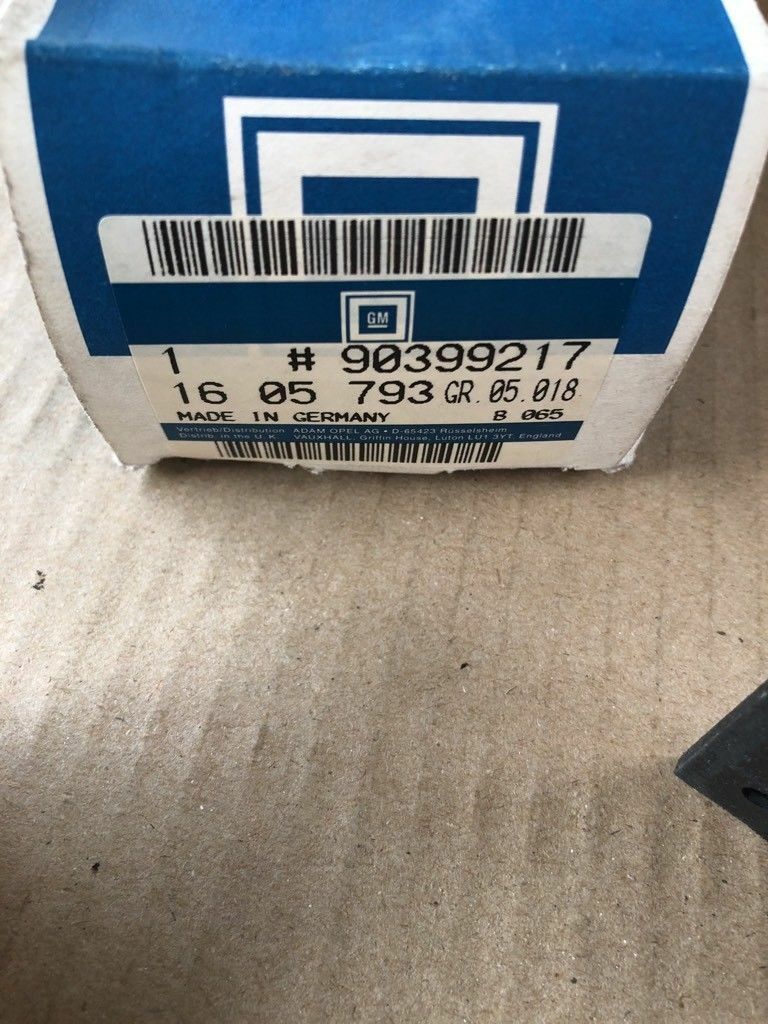 GM
1 # 90399217
16 05 793 GR. 05.018
MADE IN GERMANY B 065
Vertrieb/Distribution ADAM OPEL AG • D-65423 Rüsselsheim
Distrib. in the U.K. VAUXHALL, Griffin House, Luton LU1 3YT, England